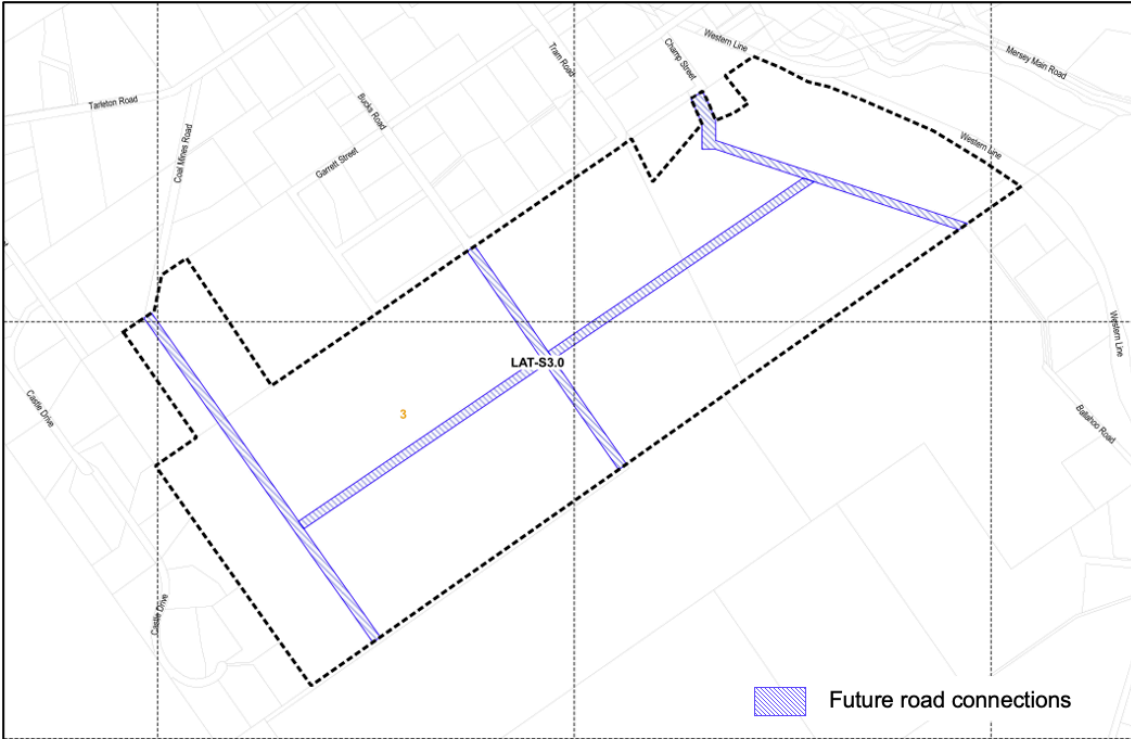 Western Line
Champ Street
Tram Road
Mersey Main Road
Tarleton Road
Bucks Road
Coal Mines Road
Garrett Street
Western Line
Western Line
LAT-S3.0
3
Castle Drive
Ballahoo Road
Castle Drive
Future road connections